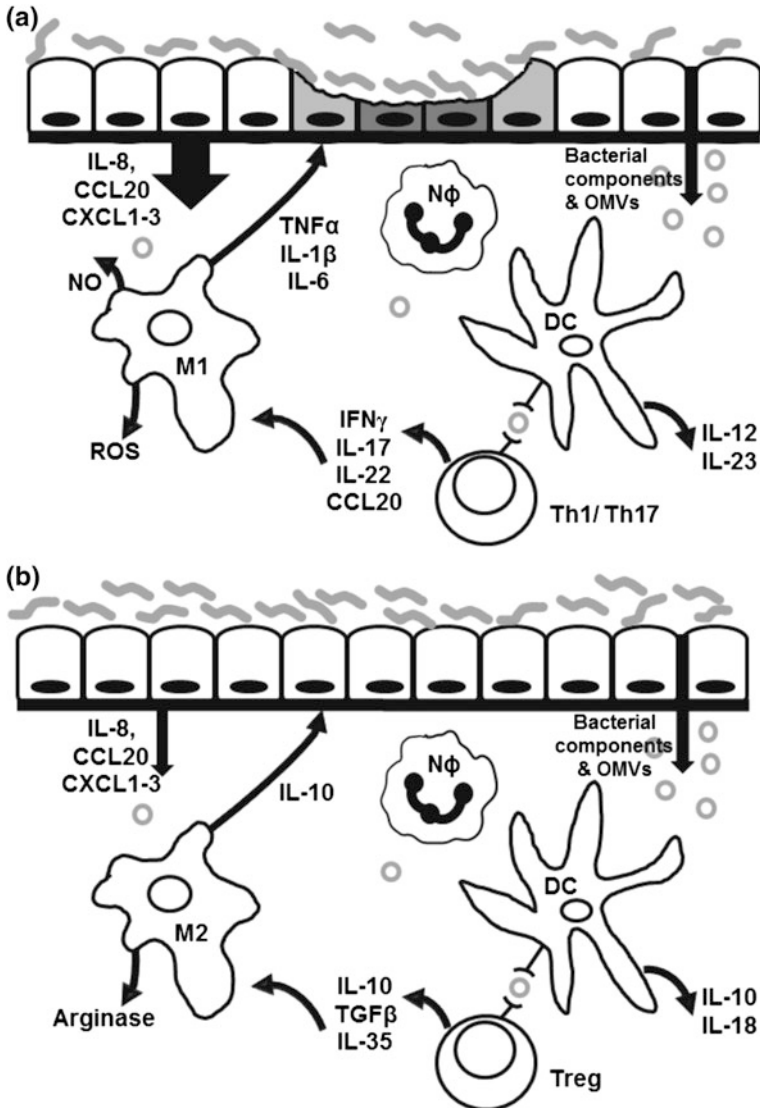 (a)
IL-8,
CCL20
CXCL1-3
TNFα
IL-1β
IL-6
NΦ
Bacterial
components
& OMVs
NO
M1
ROS
DC
IFNγ
IL-17
IL-22
CCL20
IL-12
IL-23
Th1/ Th17
(b)
IL-8,
CCL20
CXCL1-3
IL-10
NΦ
Bacterial
components
& OMVs
M2
Arginase
DC
IL-10
TGFβ
IL-35
IL-10
IL-18
Treg